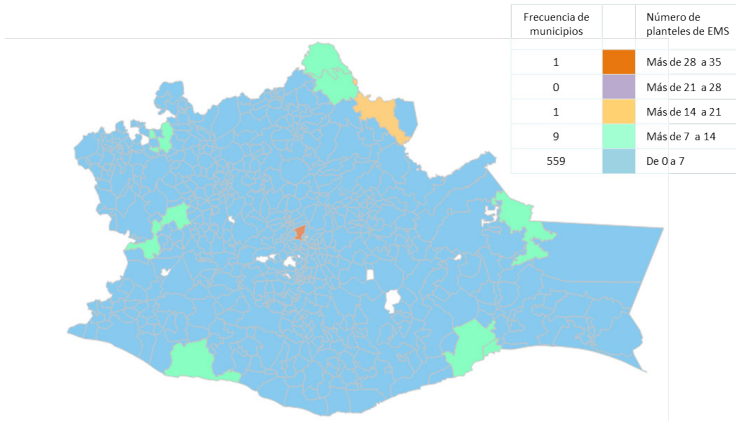 Frecuencia de
municipios
Número de
planteles de EMS
1
Más de 28 a 35
0
Más de 21 a 28
1
Más de 14 a 21
9
Más de 7 a 14
559
De 0 a 7